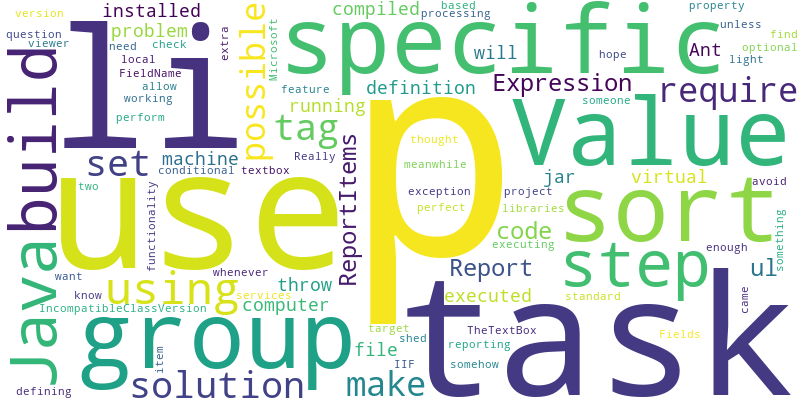 version
installed
compiled
based
property
question
problem
processing
unless
viewer
need
check
specific
Ant
find
optional
local
extra
Microsoft
will
light
li
FieldName
allow
working
possible
feature
definition
Expression
hope
require
build
perform
running
someone
Value
tag
set
machine
conditional
textbox
Really
ReportItems
thought
meanwhile
p
jar
virtual
avoid
two
use
functionality
exception
project
perfect
libraries
sort
something
code
executing
step
enough
want
whenever
Report
ul
know
using
services
throw
executed
standard
came
Java
IncompatibleClassVersion
computer
group
target
shed
TheTextBox
task
Fields
reporting
file
item
IIF
somehow
defining
solution
make